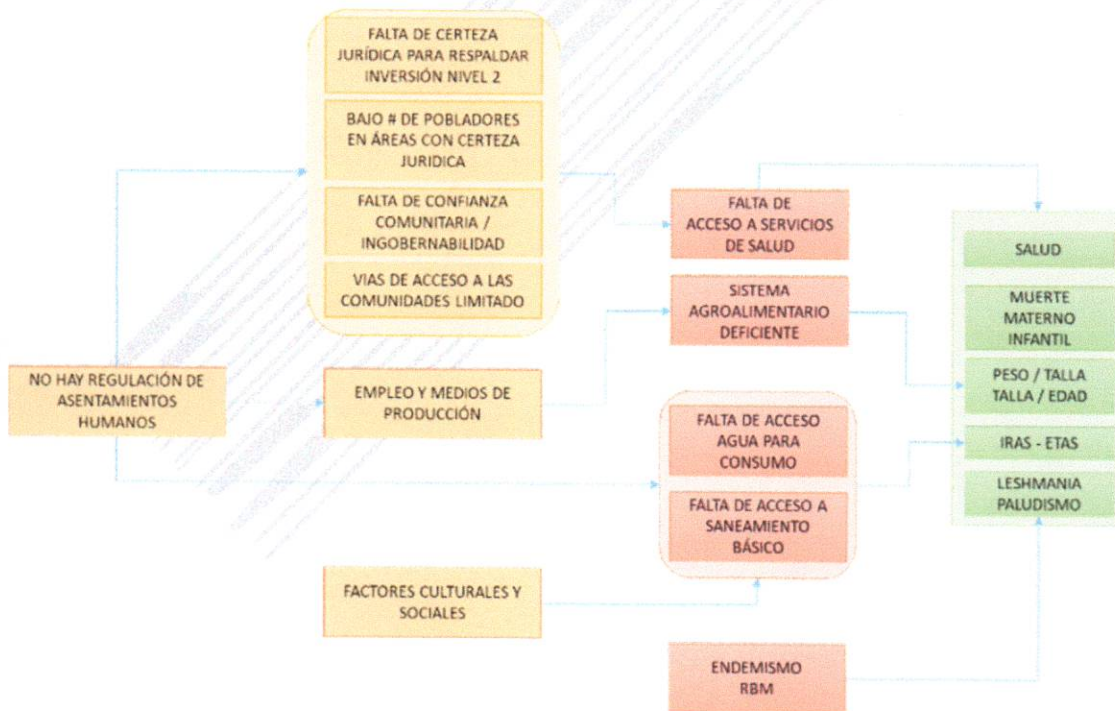 FALTA DE CERTEZA
JURÍDICA PARA RESPALDAR
INVERSIÓN NIVEL 2
BAJO # DE POBLADORES
EN ÁREAS CON CERTEZA
JURIDICA
FALTA DE CONFIANZA
COMUNITARIA /
INGOBERNABILIDAD
VIAS DE ACCESO A LAS
COMUNIDADES LIMITADO
NO HAY REGULACIÓN DE
ASENTAMIENTOS
HUMANOS
EMPLEO Y MEDIOS DE
PRODUCCIÓN
FACTORES CULTURALES Y
SOCIALES
FALTA DE
ACCESO A SERVICIOS
DE SALUD
SISTEMA
AGROALIMENTARIO
DEFICIENTE
FALTA DE ACCESO
AGUA PARA
CONSUMO
FALTA DE ACCESO A
SANEAMIENTO
BÁSICO
ENDEMISMO
RBM
SALUD
MUERTE
MATERNO
INFANTIL
PESO / TALLA
TALLA / EDAD
IRAS - ETAS
LESHMANIA
PALUDISMO